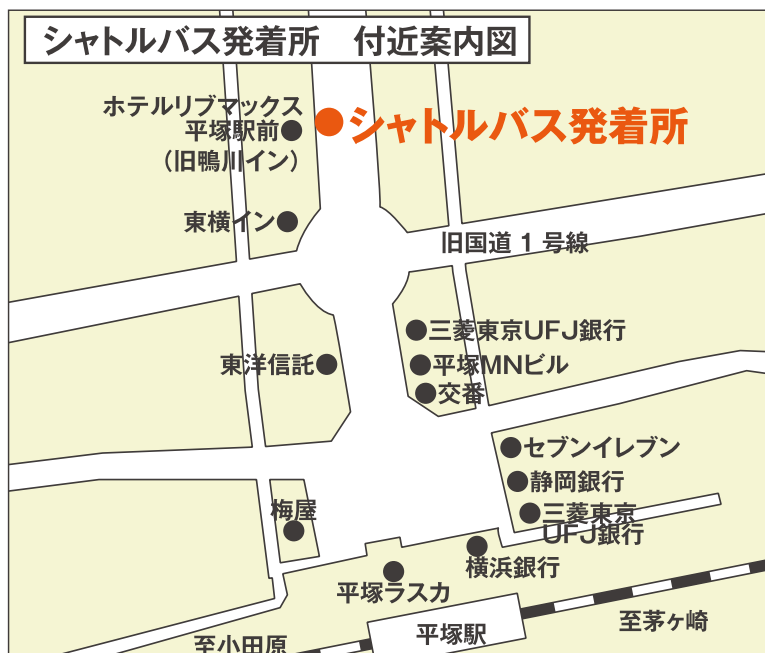 シャトルバス発着所　付近案内図
ホテルリブマックス
平塚駅前
（旧鴨川イン）
シャトルバス発着所
東横イン
旧国道 1 号線
三菱東京UFJ銀行
東洋信託
平塚MNビル
交番
セブンイレブン
静岡銀行
梅屋
三菱東京
UFJ銀行
横浜銀行
平塚ラスカ
平塚駅
至茅ヶ崎
至小田原